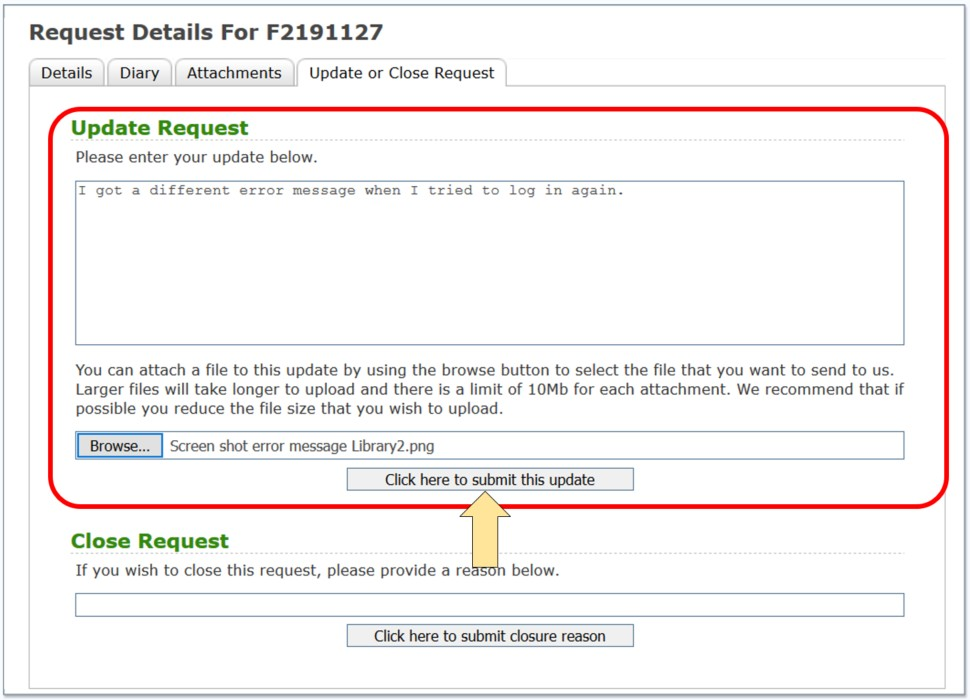 Request Details For F2191127
Details Diary Attachments Update or Close Request
Update Request
Please enter your update below.
I got a different error message when I tried to log in again.
You can attach a file to this update by using the browse button to select the file that you want to send to us.
Larger files will take longer to upload and there is a limit of 10Mb for each attachment. We recommend that if
possible you reduce the file size that you wish to upload.
Browse... Screen shot error message Library2.png
Click here to submit this update
Close Request
If you wish to close this request, please provide a reason below.
Click here to submit closure reason